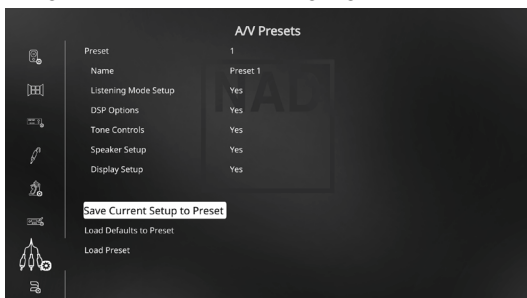 A/V Presets
Preset 1
Name Preset 1
Listening Mode Setup Yes
DSP Options Yes
Tone Controls Yes
Speaker Setup Yes
Display Setup Yes
Save Current Setup to Preset
Load Defaults to Preset
Load Preset
NAD